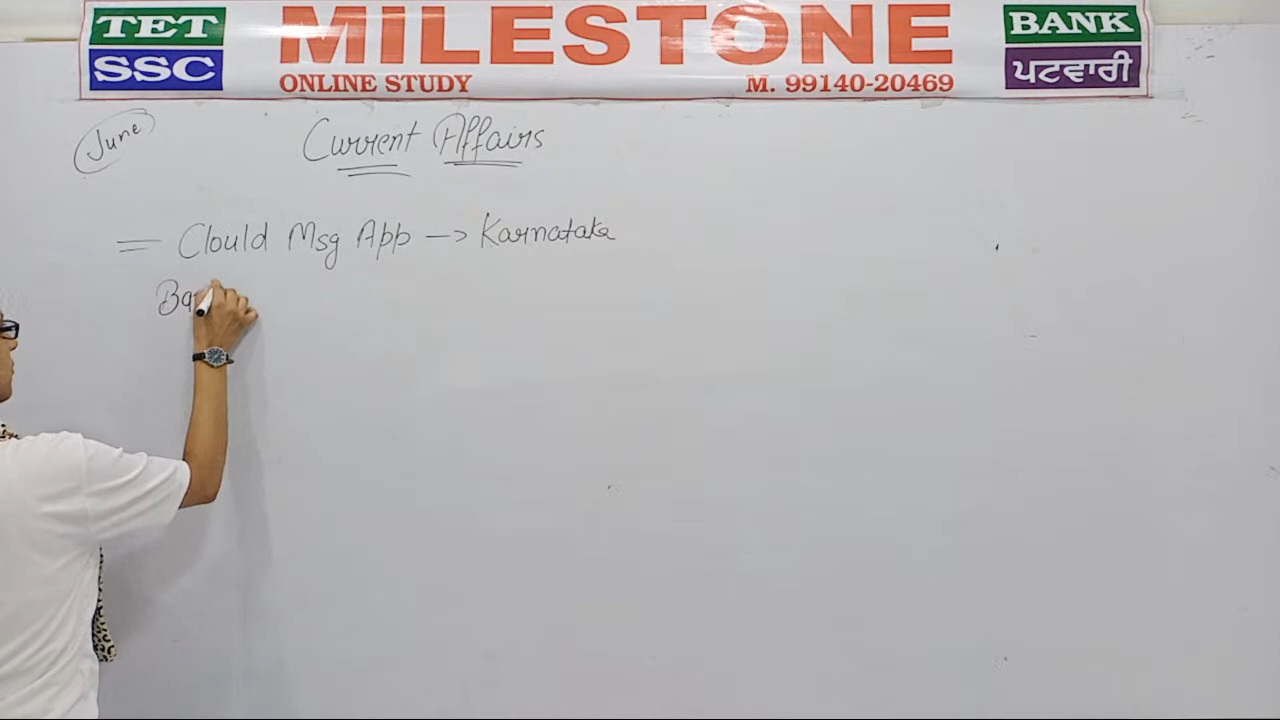 TET MILESTONE BANK
SSC ONLINE STUDY M. 99140-20469 ਪਟਵਾਰੀ
June Current Affairs
= Clould Msg App -> Karnataka